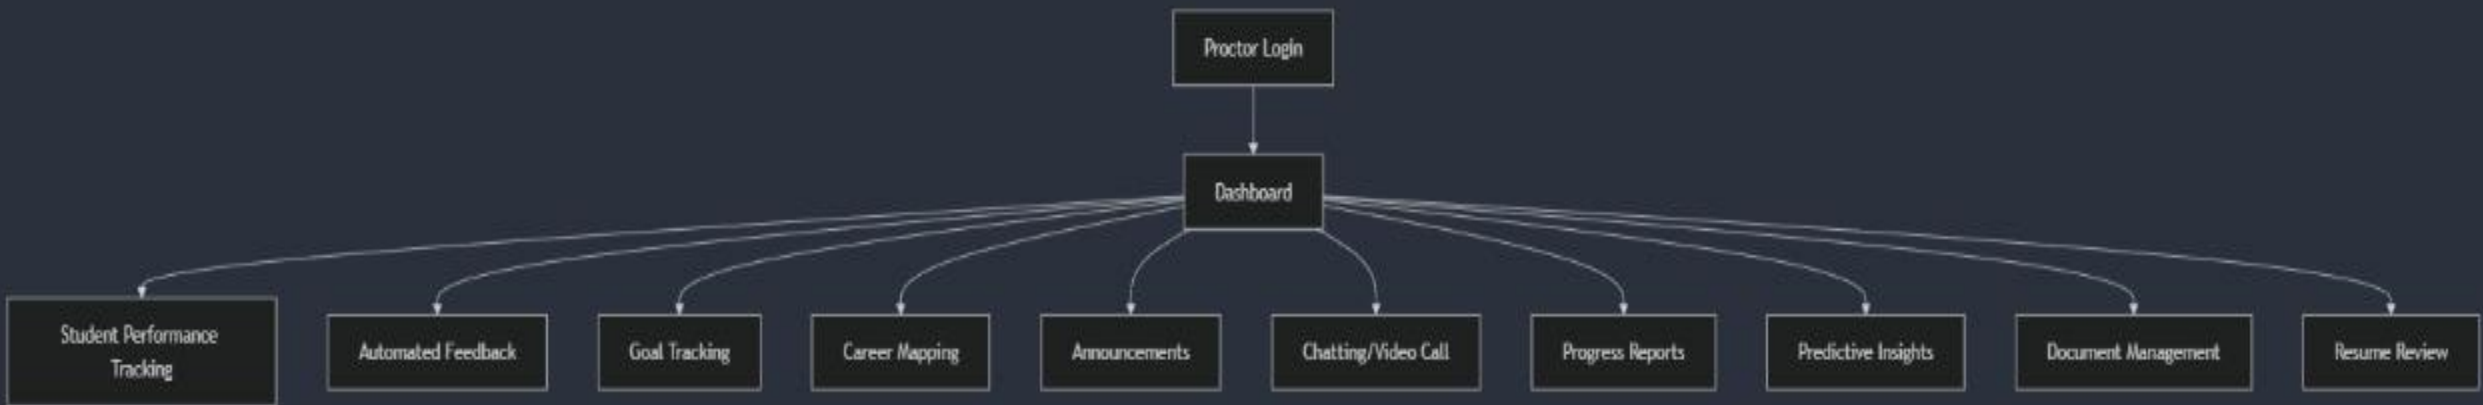 Proctor Login
Dashboard
Student Performance
Tracking
Automated Feedback
Goal Tracking
Career Mapping
Announcements
Chatting/Video Call
Progress Reports
Predictive Insights
Document Management
Resume Review